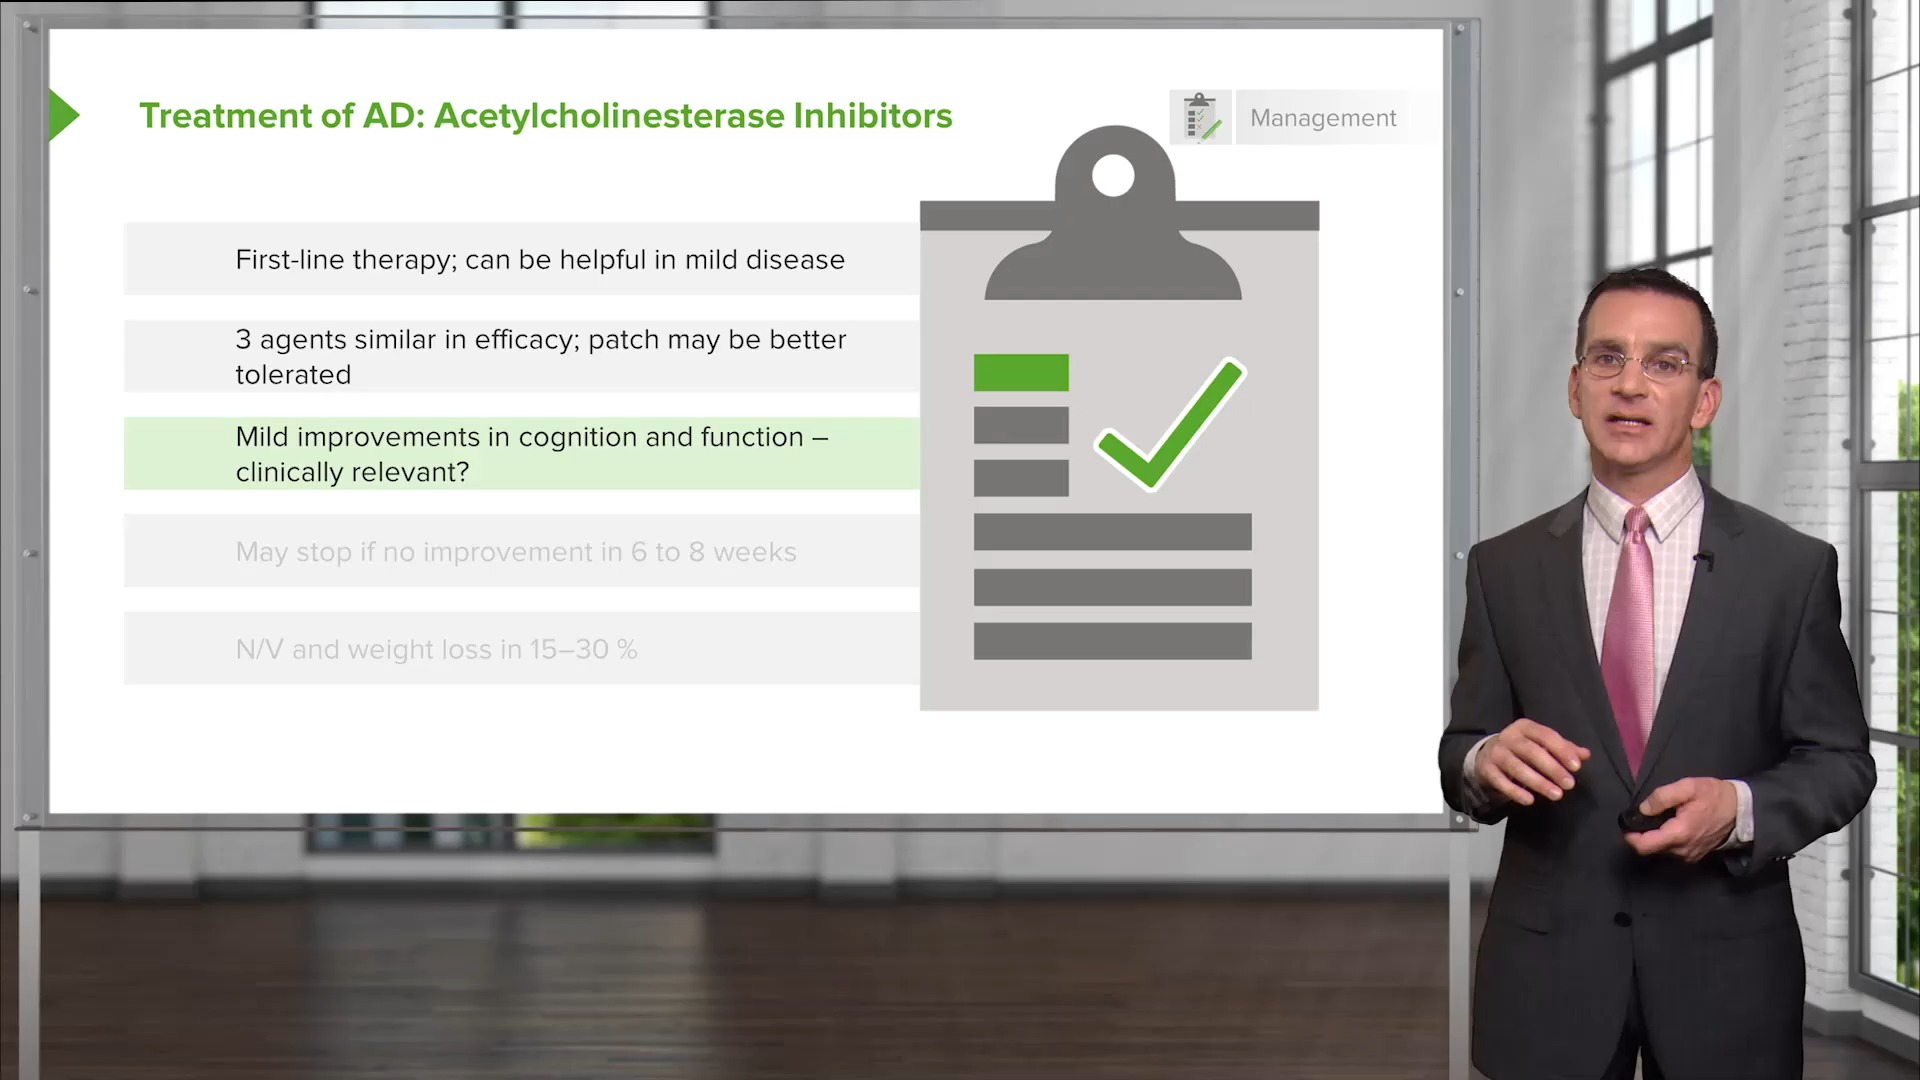 Treatment of AD: Acetylcholinesterase Inhibitors
Management
First-line therapy; can be helpful in mild disease
3 agents similar in efficacy; patch may be better
tolerated
Mild improvements in cognition and function –
clinically relevant?
May stop if no improvement in 6 to 8 weeks
N/V and weight loss in 15–30 %